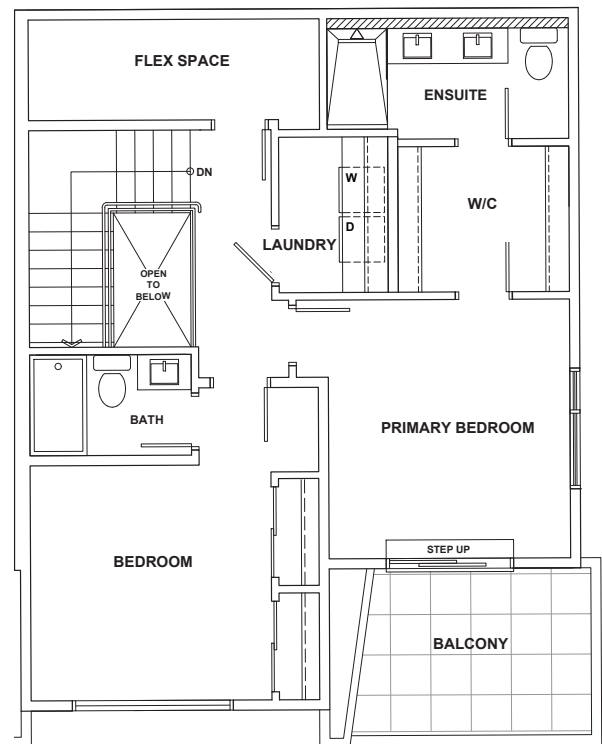 FLEX SPACE
ENSUITE
DN
W
W/C
D
LAUNDRY
OPEN
TO
BELOW
BATH
PRIMARY BEDROOM
STEP UP
BEDROOM
BALCONY